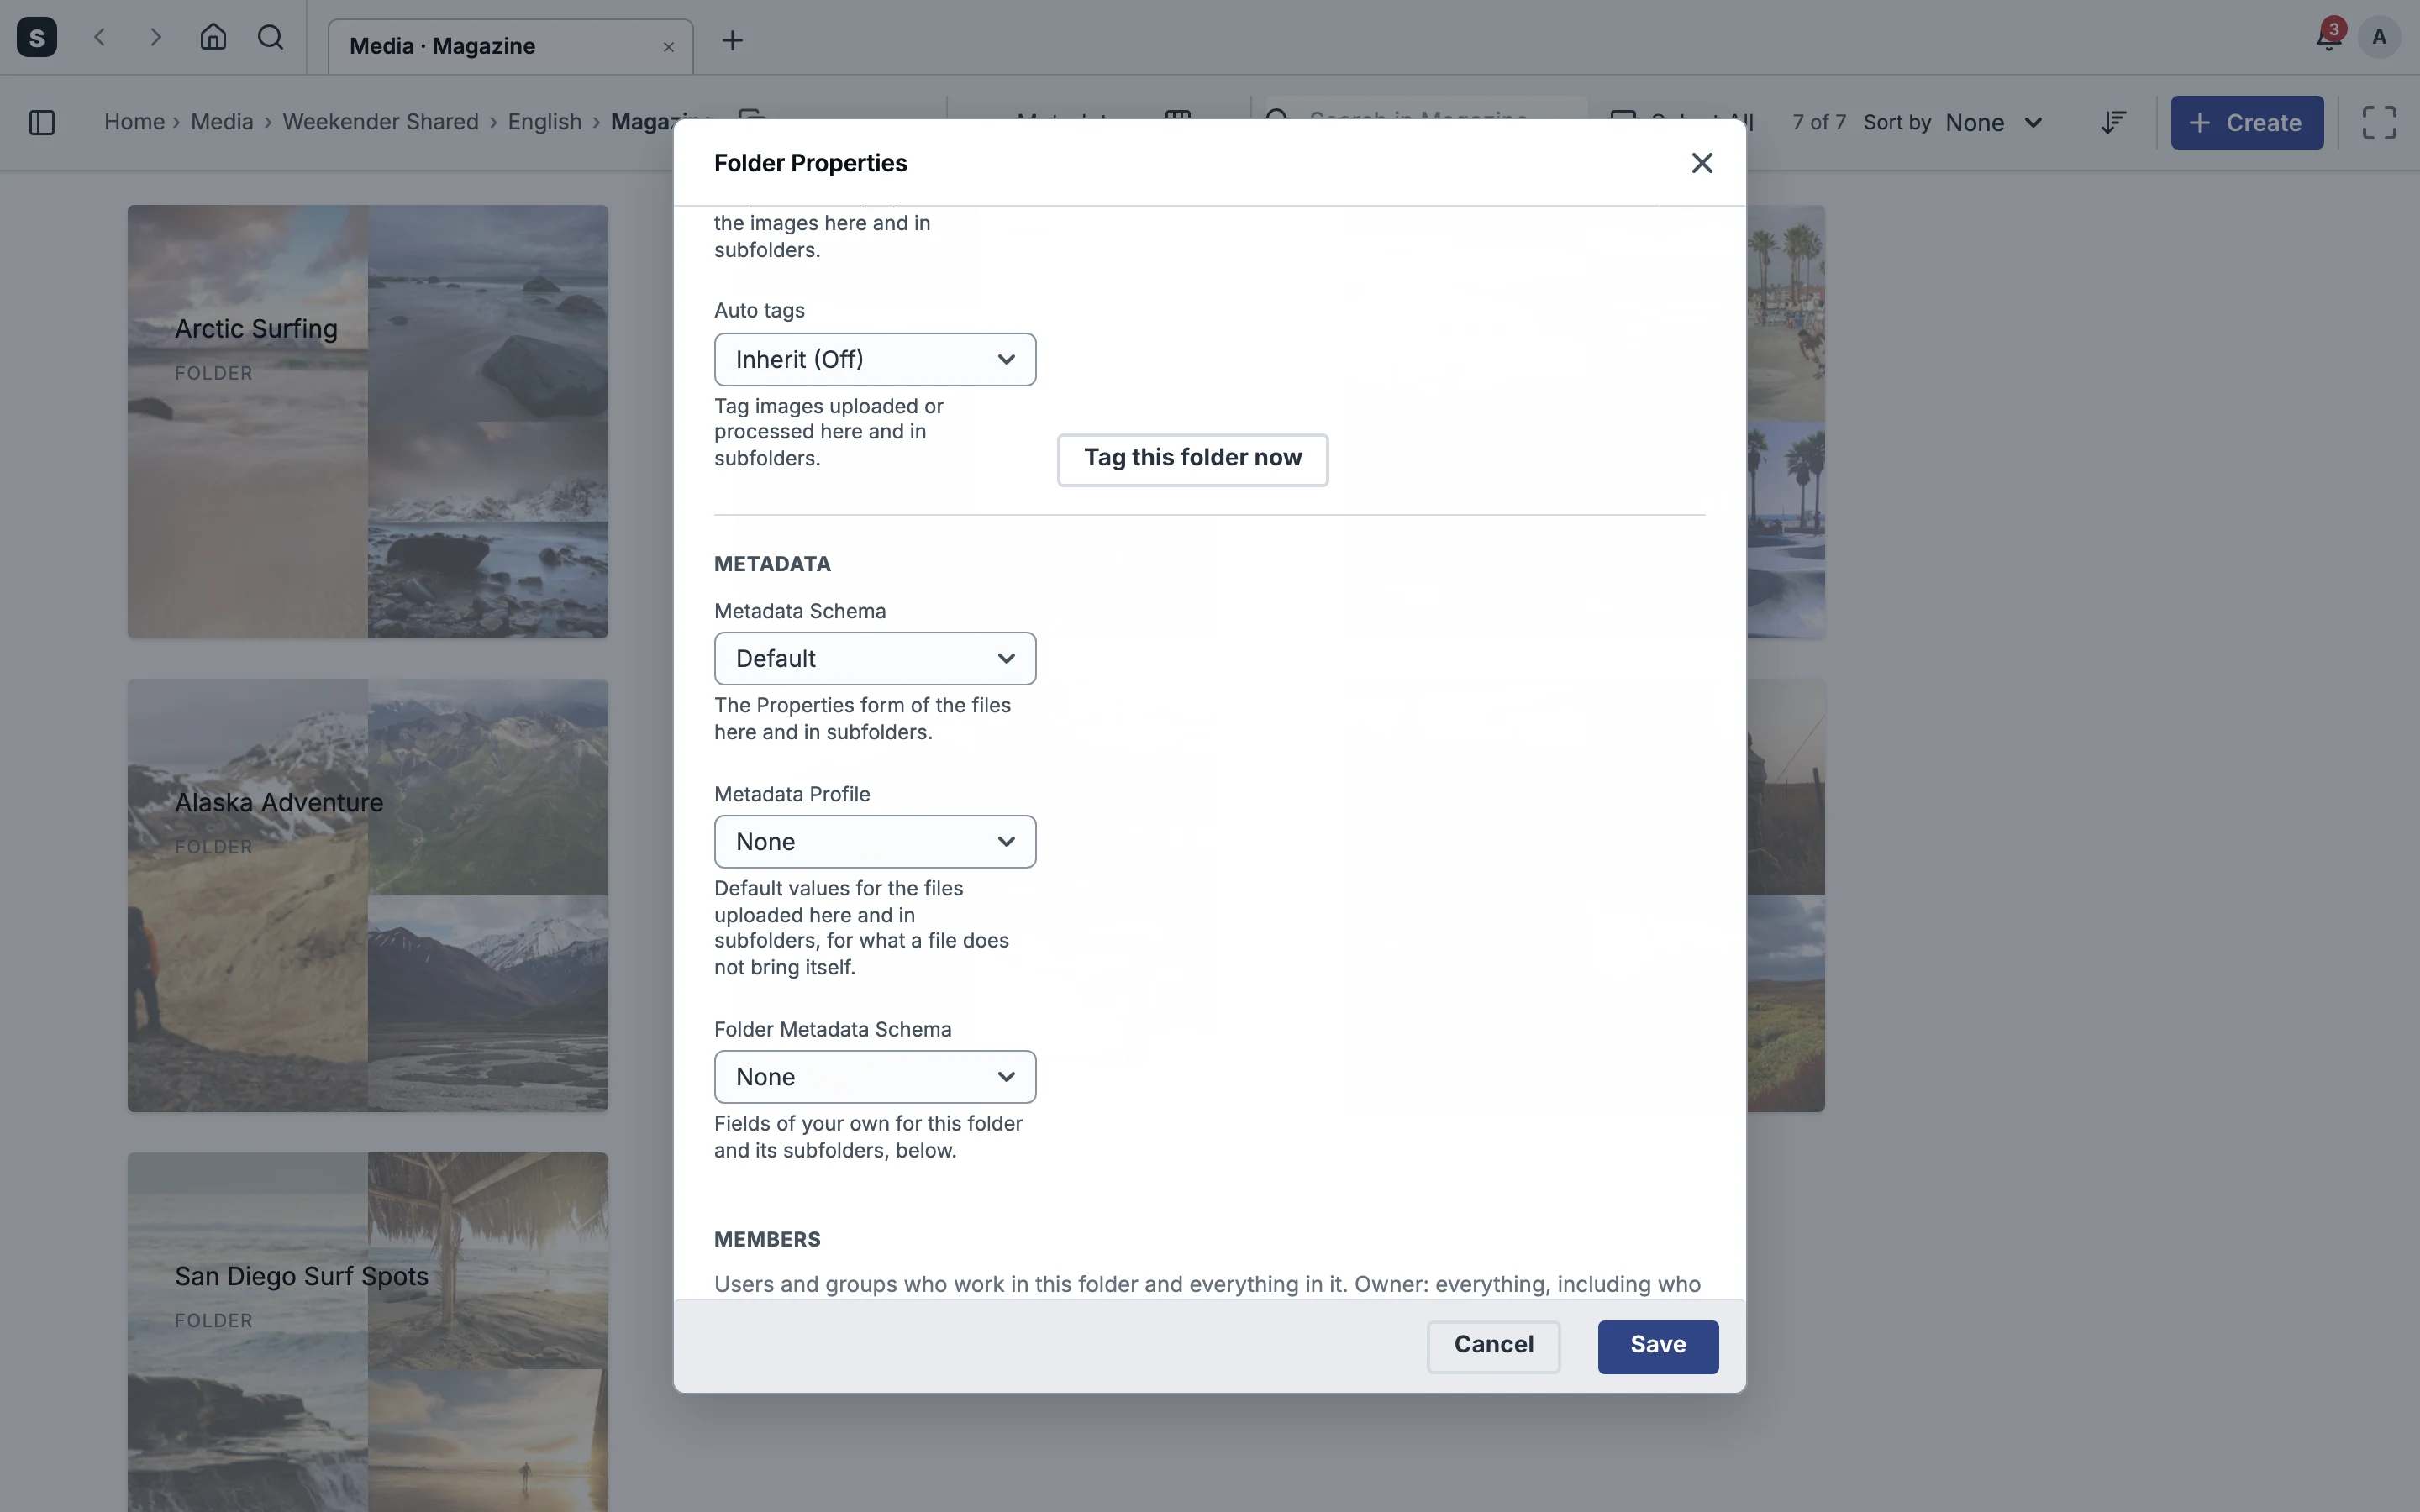 S
Media · Magazine
3
A
Home › Media › Weekender Shared › English › Magazine
Search in Magazine
Select All
7 of 7
Sort by None
Create
Folder Properties
the images here and in
subfolders.
Auto tags
Inherit (Off)
Tag images uploaded or
processed here and in
subfolders.
Tag this folder now
METADATA
Metadata Schema
Default
The Properties form of the files
here and in subfolders.
Metadata Profile
None
Default values for the files
uploaded here and in
subfolders, for what a file does
not bring itself.
Folder Metadata Schema
None
Fields of your own for this folder
and its subfolders, below.
MEMBERS
Users and groups who work in this folder and everything in it. Owner: everything, including who
Cancel
Save
Arctic Surfing
FOLDER
Alaska Adventure
FOLDER
San Diego Surf Spots
FOLDER